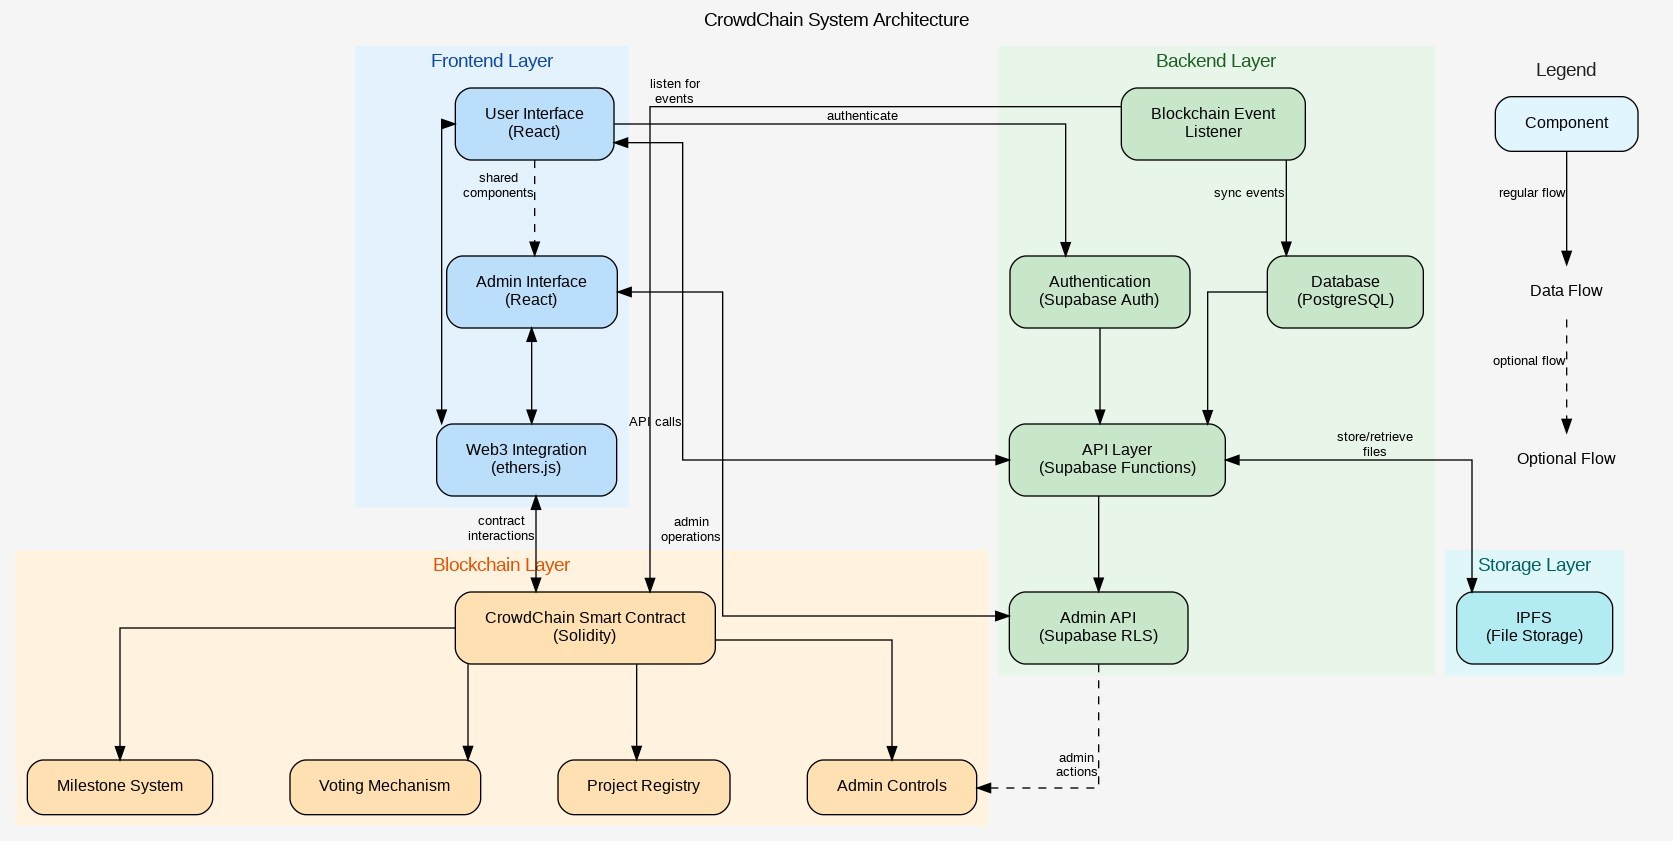 CrowdChain System Architecture
Frontend Layer
User Interface
(React)
shared
components
Admin Interface
(React)
Web3 Integration
(ethers.js)
contract
interactions
listen for
events
authenticate
API calls
admin
operations
Backend Layer
Blockchain Event
Listener
sync events
Authentication
(Supabase Auth)
Database
(PostgreSQL)
API Layer
(Supabase Functions)
store/retrieve
files
Admin API
(Supabase RLS)
admin
actions
Legend
Component
regular flow
Data Flow
optional flow
Optional Flow
Blockchain Layer
CrowdChain Smart Contract
(Solidity)
Milestone System
Voting Mechanism
Project Registry
Admin Controls
Storage Layer
IPFS
(File Storage)